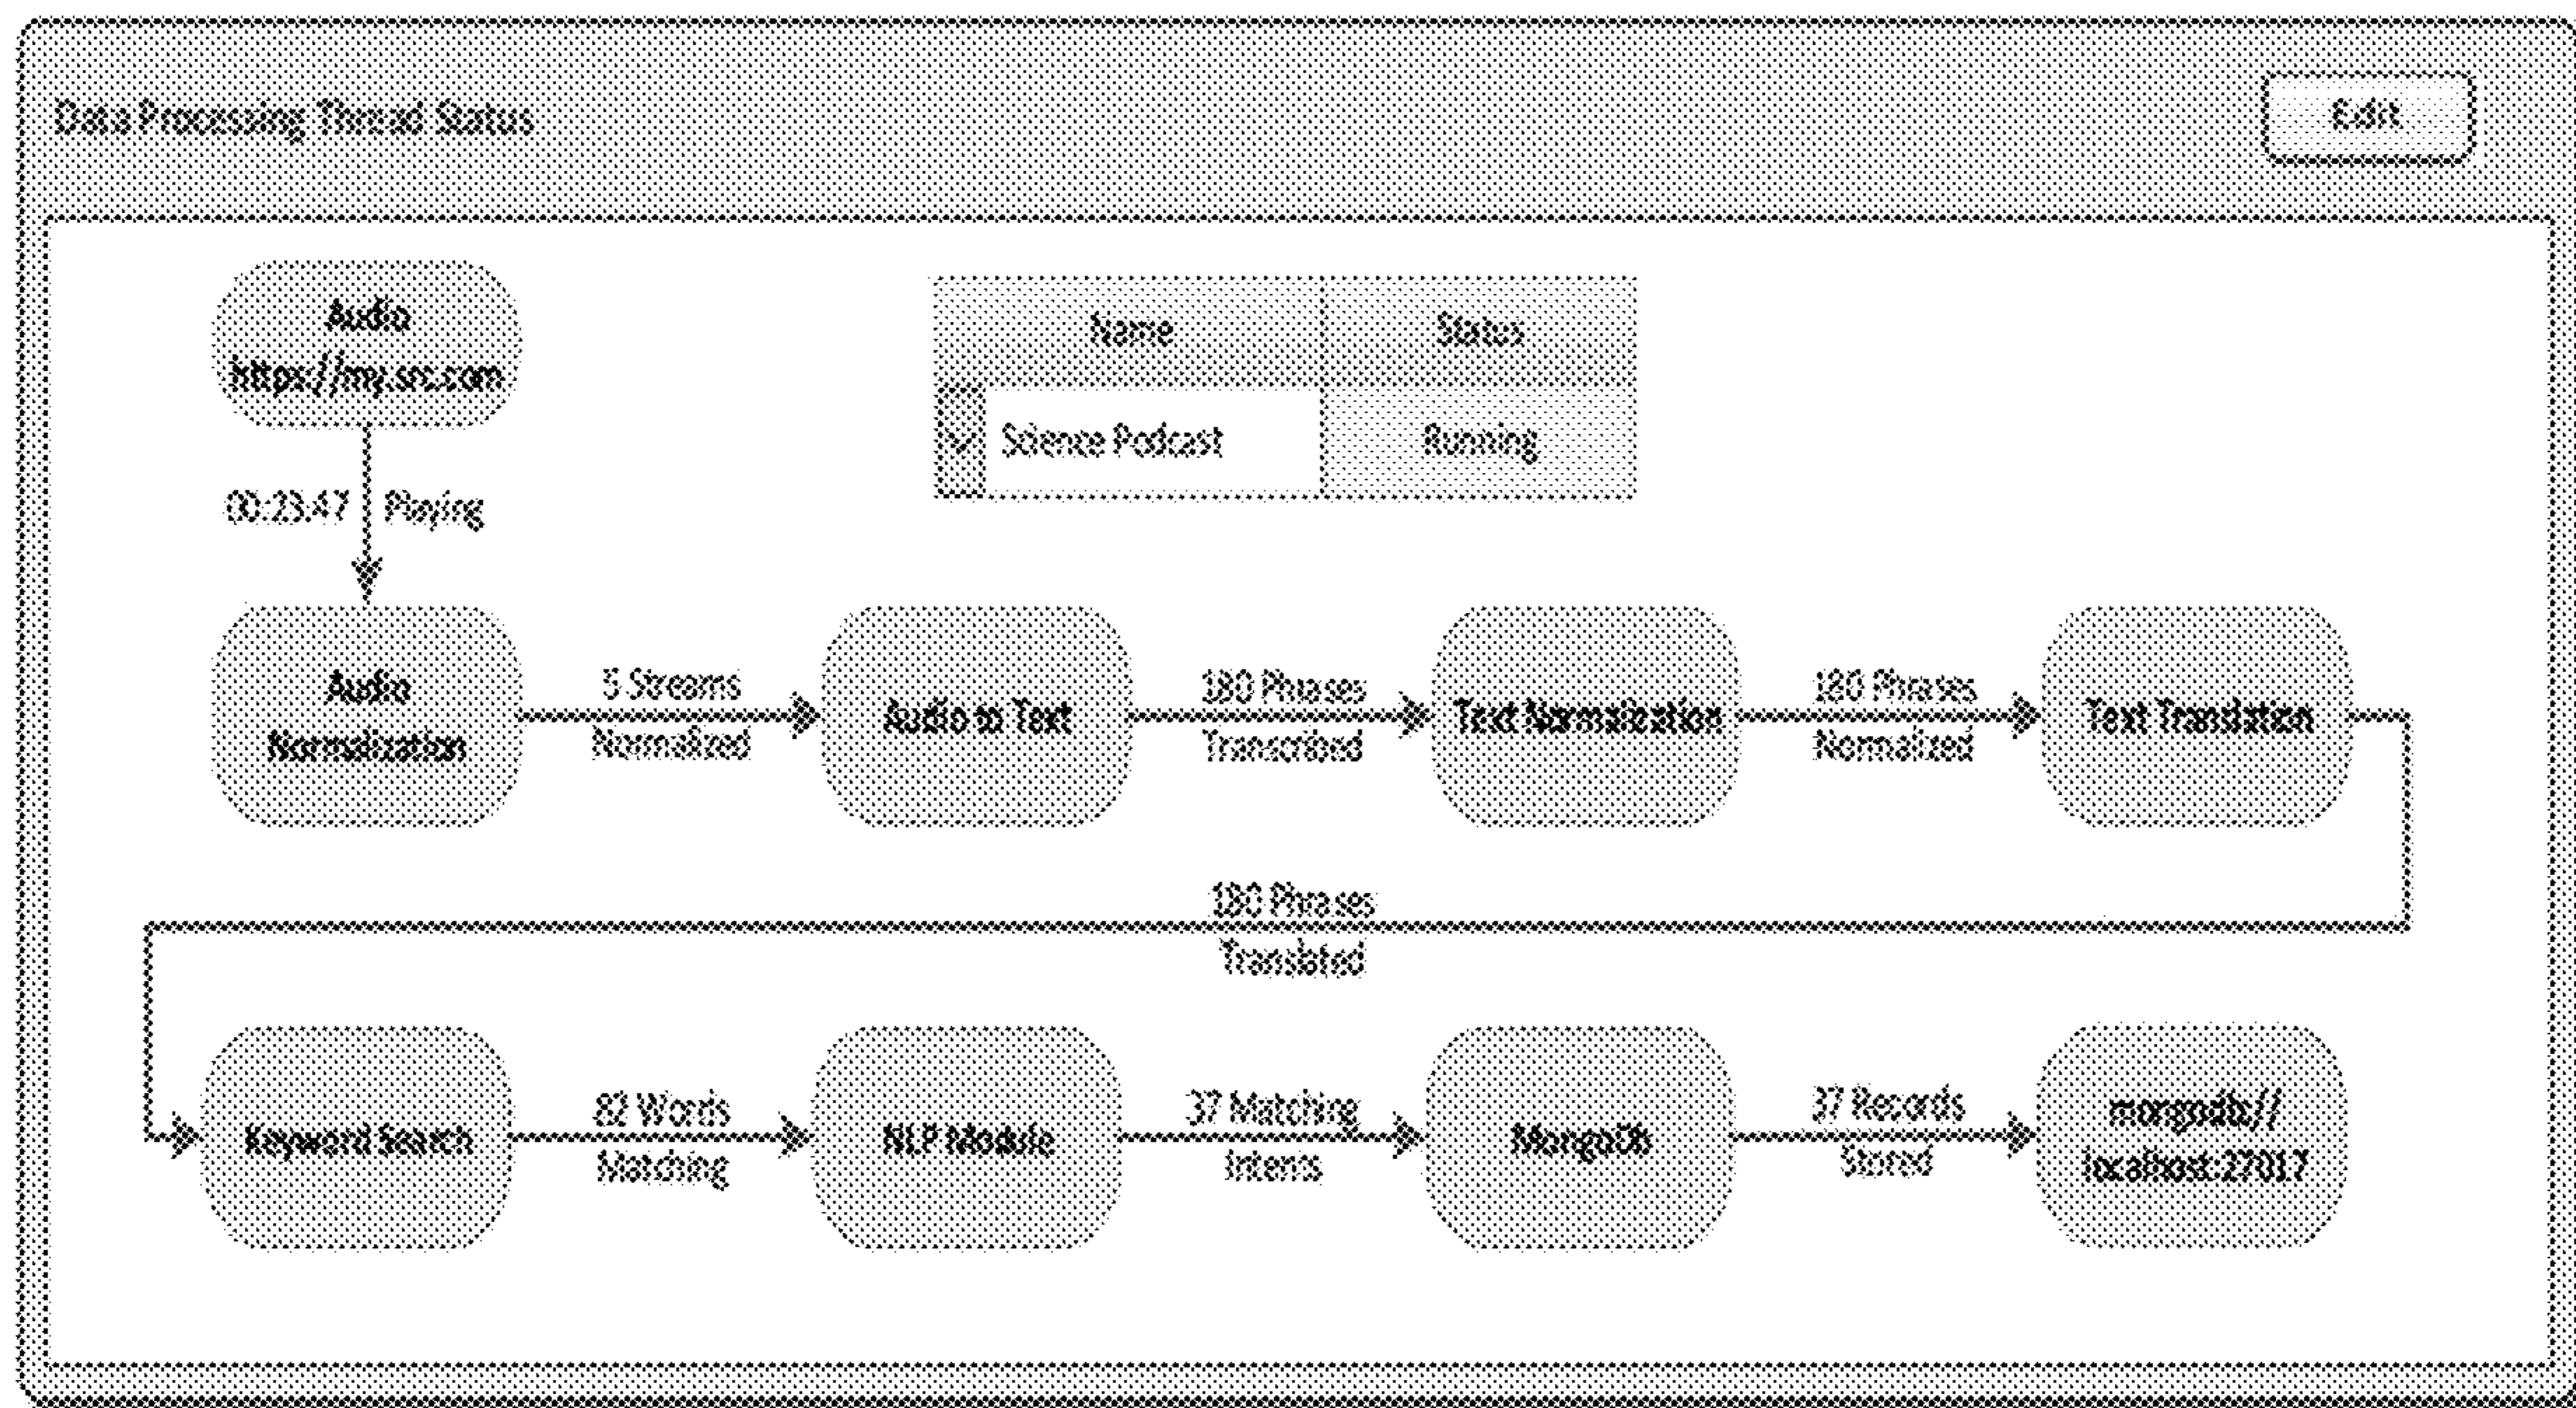 Data Processing Thread Status
Edit
Audio
https://my.src.com
Name
Status
Science Podcast
Running
00:23:47
Playing
Audio
Normalization
5 Streams
Normalized
Audio to Text
180 Phrases
Transcribed
Text Normalization
180 Phrases
Normalized
Text Translation
180 Phrases
Translated
Keyword Search
82 Words
Matching
NLP Module
37 Matching
Intents
MongoDb
37 Records
Stored
mongodb://
localhost:27017